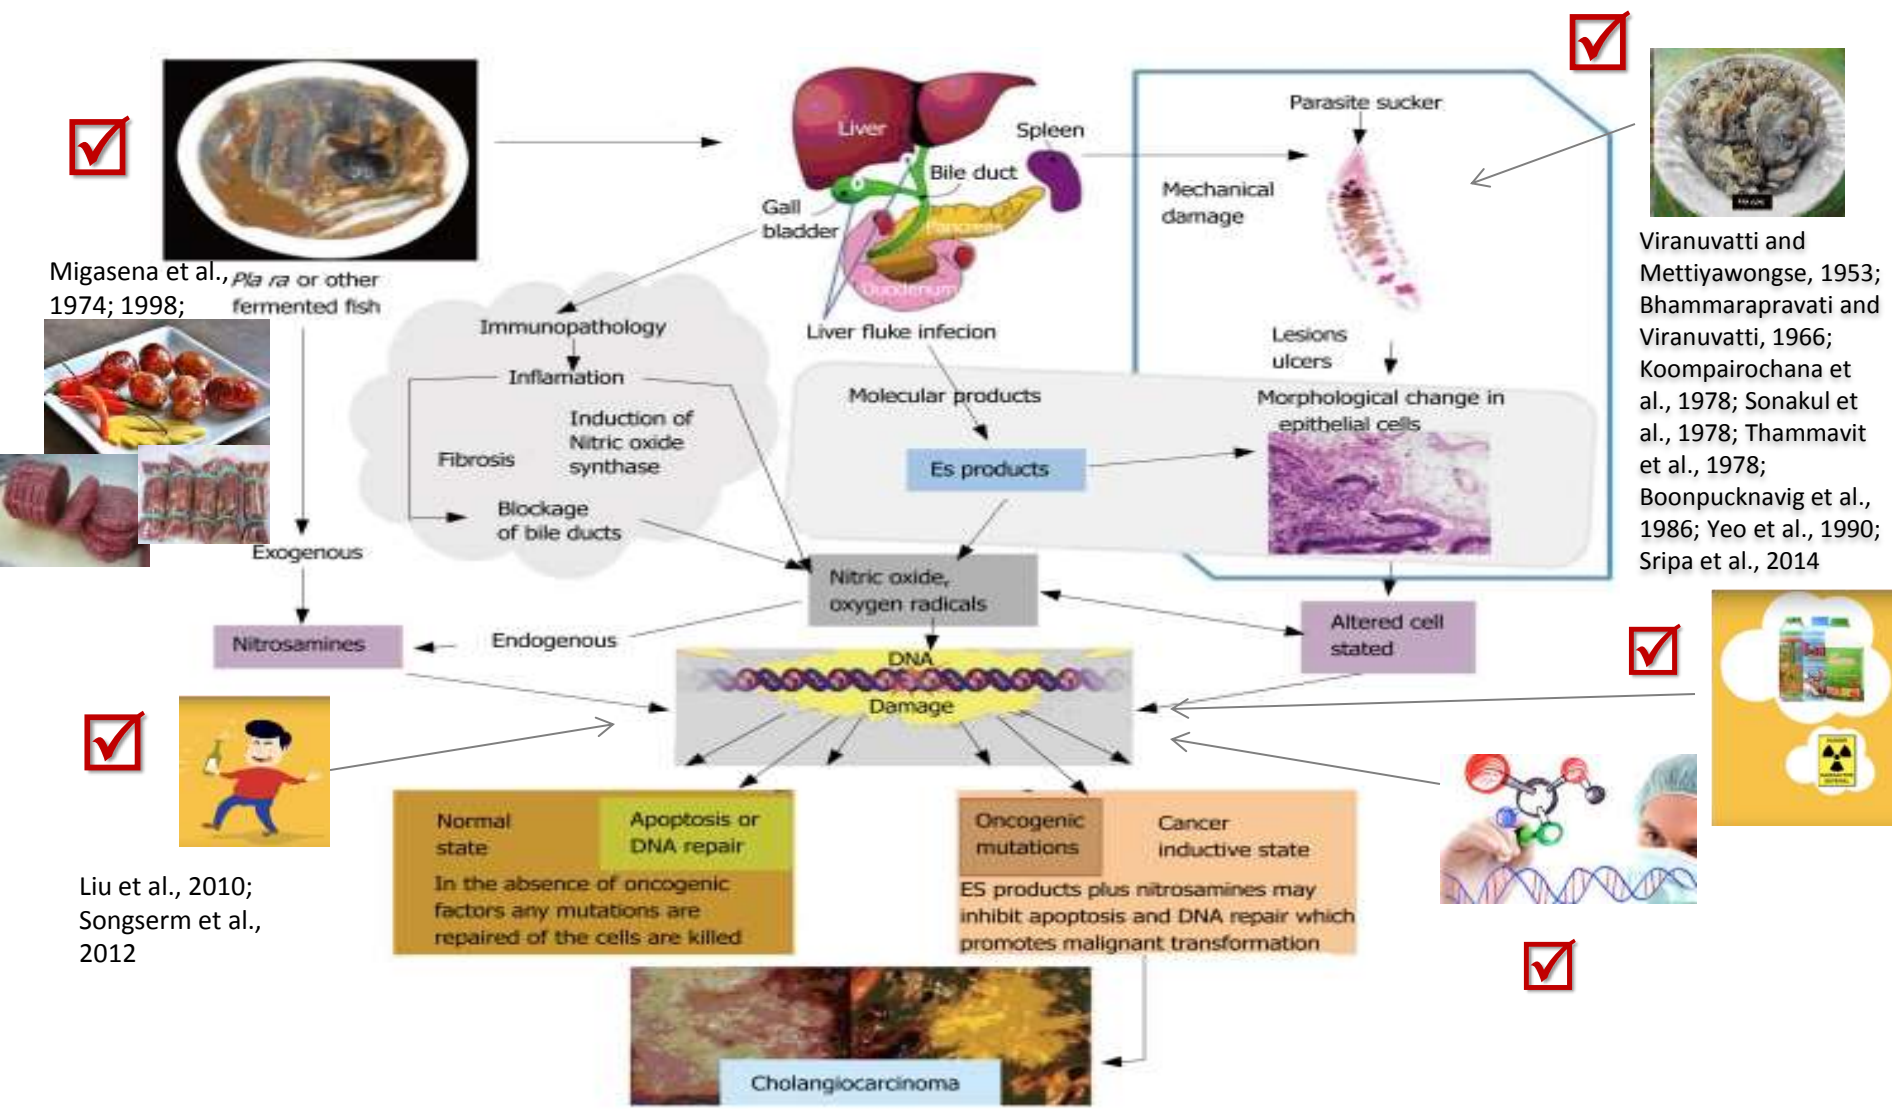 Migasena et al.,
1974; 1998;
Pla ra or other
fermented fish
Exogenous
Nitrosamines
Endogenous
Liver
Spleen
Bile duct
Gall
bladder
Pancreas
Duodenum
Liver fluke infecion
Immunopathology
Inflamation
Induction of
Nitric oxide
synthase
Fibrosis
Blockage
of bile ducts
Molecular products
Es products
Nitric oxide,
oxygen radicals
Parasite sucker
Mechanical
damage
Lesions
ulcers
Morphological change in
epithelial cells
Altered cell
stated
DNA
Damage
Normal
state
Apoptosis or
DNA repair
In the absence of oncogenic
factors any mutations are
repaired of the cells are killed
Oncogenic
mutations
Cancer
inductive state
ES products plus nitrosamines may
inhibit apoptosis and DNA repair which
promotes malignant transformation
Cholangiocarcinoma
Liu et al., 2010;
Songserm et al.,
2012
Viranuvatti and
Mettiyawongse, 1953;
Bhammarapravati and
Viranuvatti, 1966;
Koompairochana et
al., 1978; Sonakul et
al., 1978; Thammavit
et al., 1978;
Boonpucknavig et al.,
1986; Yeo et al., 1990;
Sripa et al., 2014